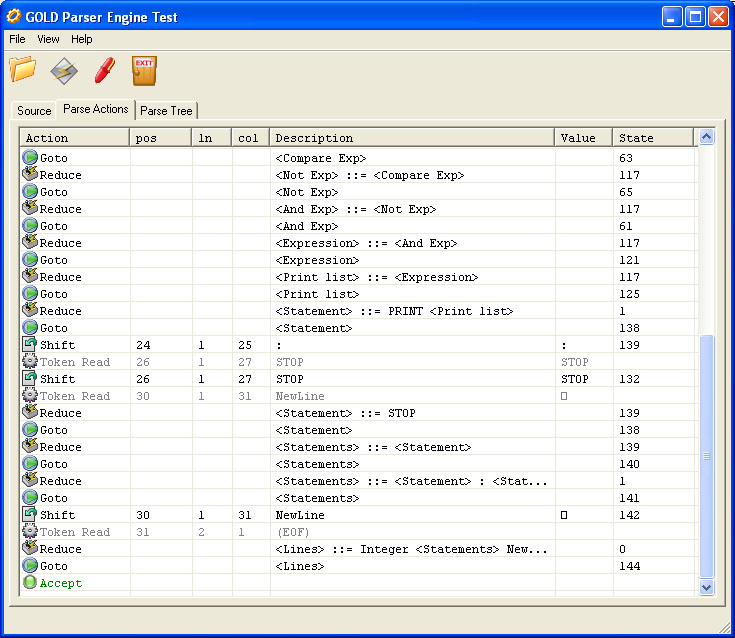 GOLD Parser Engine Test
File View Help
EXIT
Source Parse Actions Parse Tree
Action pos ln col Description Value State
Goto <Compare Exp> 63
Reduce <Not Exp> ::= <Compare Exp> 117
Goto <Not Exp> 65
Reduce <And Exp> ::= <Not Exp> 117
Goto <And Exp> 61
Reduce <Expression> ::= <And Exp> 117
Goto <Expression> 121
Reduce <Print list> ::= <Expression> 117
Goto <Print list> 125
Reduce <Statement> ::= PRINT <Print list> 1
Goto <Statement> 138
Shift 24 1 25 : : 139
Token Read 26 1 27 STOP STOP
Shift 26 1 27 STOP STOP 132
Token Read 30 1 31 NewLine □
Reduce <Statement> ::= STOP 139
Goto <Statement> 138
Reduce <Statements> ::= <Statement> 139
Goto <Statements> 140
Reduce <Statements> ::= <Statement> : <Stat... 1
Goto <Statements> 141
Shift 30 1 31 NewLine □ 142
Token Read 31 2 1 (EOF)
Reduce <Lines> ::= Integer <Statements> New... 0
Goto <Lines> 144
Accept